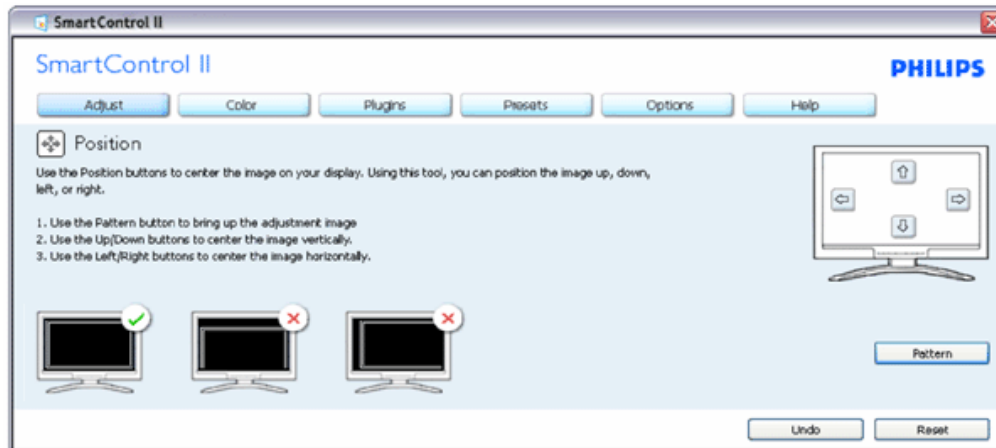 SmartControl II
SmartControl II
PHILIPS
Adjust Color Plugins Presets Options Help
Position
Use the Position buttons to center the image on your display. Using this tool, you can position the image up, down,
left, or right.
1. Use the Pattern button to bring up the adjustment image
2. Use the Up/Down buttons to center the image vertically.
3. Use the Left/Right buttons to center the image horizontally.
Pattern
Undo Reset